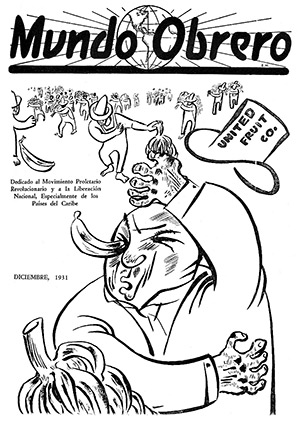 Mundo Obrero
UNITED
FRUIT
CO.
Dedicado al Movimiento Proletario
Revolucionario y a la Liberación
Nacional, Especialmente de los
Países del Caribe
DICIEMBRE, 1931